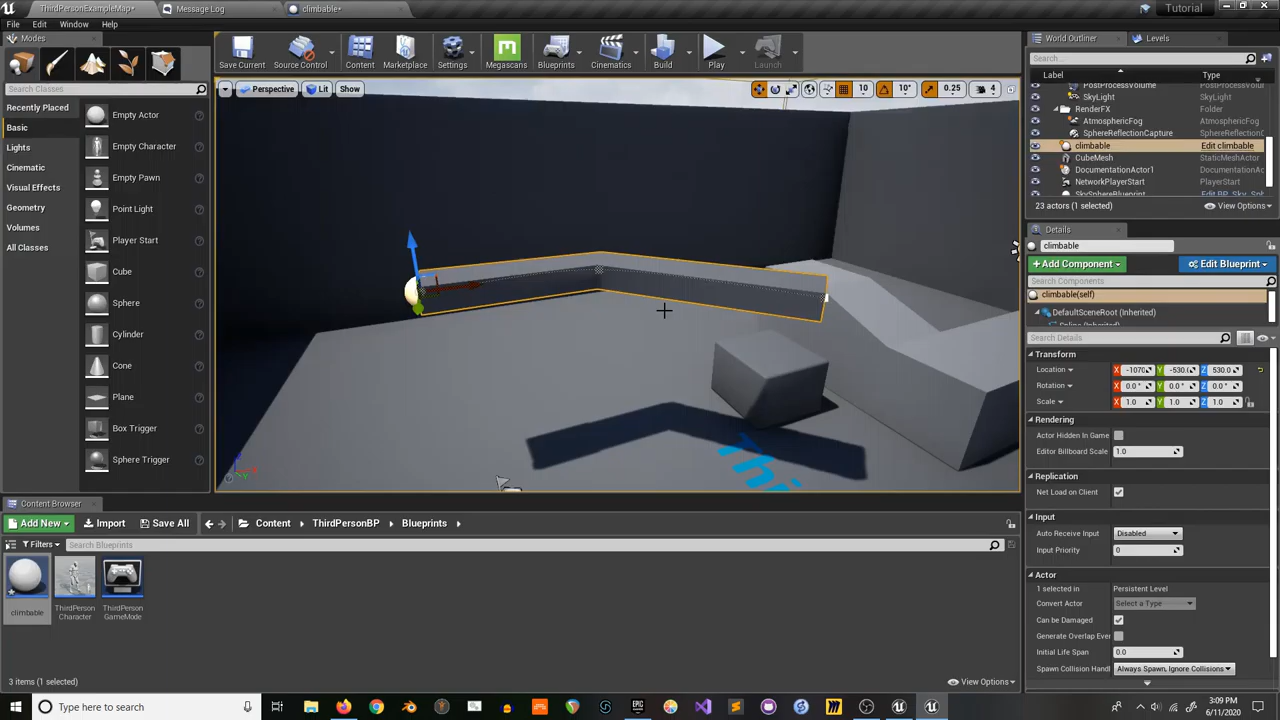 ThirdPersonExampleMap*
Message Log
climbable*
Tutorial
File Edit Window Help
Modes
Search Classes
Recently Placed
Basic
Lights
Cinematic
Visual Effects
Geometry
Volumes
All Classes
Empty Actor
Empty Character
Empty Pawn
Point Light
Player Start
Cube
Sphere
Cylinder
Cone
Plane
Box Trigger
Sphere Trigger
Save Current
Source Control
Content
Marketplace
Settings
Megascans
Blueprints
Cinematics
Build
Play
Launch
Perspective Lit Show
10 10° 0.25 4
World Outliner Levels
Search...
Label Type
PostProcessVolume PostProcessVolume
SkyLight SkyLight
RenderFX Folder
AtmosphericFog AtmosphericFog
SphereReflectionCapture SphereReflectionC
climbable Edit climbable
CubeMesh StaticMeshActor
DocumentationActor1 DocumentationAc
NetworkPlayerStart PlayerStart
SkySphereBlueprint Edit BP_Sky_Sph
23 actors (1 selected) View Options
Details
climbable
+ Add Component Edit Blueprint
Search Components
climbable(self)
DefaultSceneRoot (Inherited)
Spline (Inherited)
Search Details
Transform
Location X -1070 Y -530.0 Z 530.0
Rotation X 0.0° Y 0.0° Z 0.0°
Scale X 1.0 Y 1.0 Z 1.0
Rendering
Actor Hidden In Game
Editor Billboard Scale 1.0
Replication
Net Load on Client
Input
Auto Receive Input Disabled
Input Priority 0
Actor
1 selected in Persistent Level
Convert Actor Select a Type
Can be Damaged
Generate Overlap Eve
Initial Life Span 0.0
Spawn Collision Handl Always Spawn, Ignore Collisions
Thi
Content Browser
Add New Import Save All Content ThirdPersonBP Blueprints
Filters Search Blueprints
climbable
ThirdPerson
Character
ThirdPerson
GameMode
3 items (1 selected) View Options
Type here to search
3:09 PM
6/11/2020